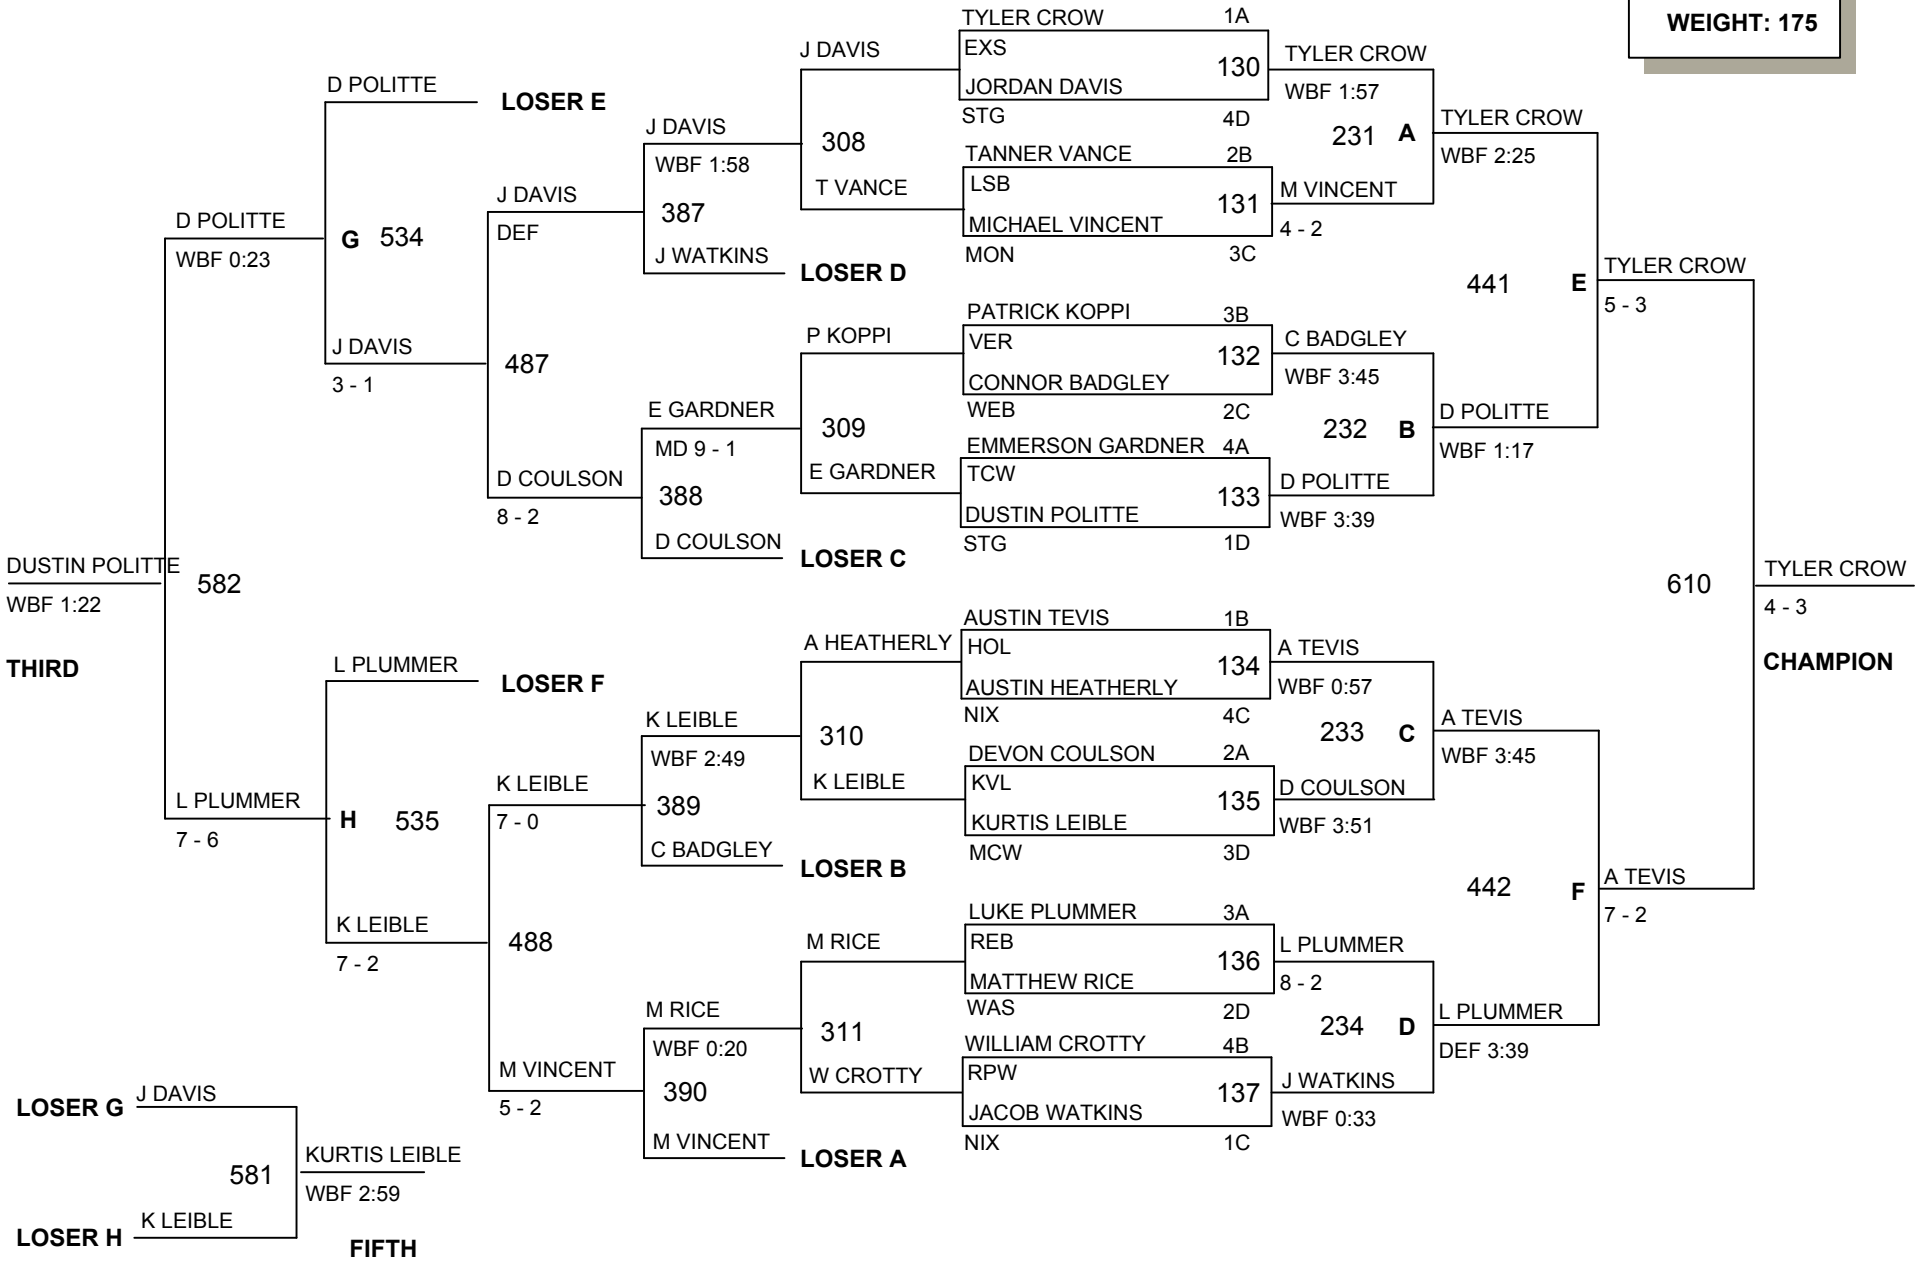 WEIGHT: 175
TYLER CROW 1A
EXS
130
JORDAN DAVIS
STG 4D
TANNER VANCE 2B
LSB
131
MICHAEL VINCENT
MON 3C
PATRICK KOPPI 3B
VER
132
CONNOR BADGLEY
WEB 2C
EMMERSON GARDNER 4A
TCW
133
DUSTIN POLITTE
STG 1D
AUSTIN TEVIS 1B
HOL
134
AUSTIN HEATHERLY
NIX 4C
DEVON COULSON 2A
KVL
135
KURTIS LEIBLE
MCW 3D
LUKE PLUMMER 3A
REB
136
MATTHEW RICE
WAS 2D
WILLIAM CROTTY 4B
RPW
137
JACOB WATKINS
NIX 1C
TYLER CROW
WBF 1:57
231 A
M VINCENT
4 - 2
C BADGLEY
WBF 3:45
232 B
D POLITTE
WBF 3:39
A TEVIS
WBF 0:57
233 C
D COULSON
WBF 3:51
L PLUMMER
8 - 2
234 D
J WATKINS
WBF 0:33
TYLER CROW
WBF 2:25
441 E
D POLITTE
WBF 1:17
A TEVIS
WBF 3:45
442 F
L PLUMMER
DEF 3:39
TYLER CROW
5 - 3
610
A TEVIS
7 - 2
TYLER CROW
4 - 3
CHAMPION
J DAVIS
308
T VANCE
P KOPPI
309
E GARDNER
A HEATHERLY
310
K LEIBLE
M RICE
311
W CROTTY
J DAVIS
WBF 1:58
387
J WATKINS
LOSER D
E GARDNER
MD 9 - 1
388
D COULSON
LOSER C
K LEIBLE
WBF 2:49
389
C BADGLEY
LOSER B
M RICE
WBF 0:20
390
M VINCENT
LOSER A
J DAVIS
DEF
487
D COULSON
8 - 2
K LEIBLE
7 - 0
488
M VINCENT
5 - 2
D POLITTE
LOSER E
G 534
J DAVIS
3 - 1
L PLUMMER
LOSER F
H 535
K LEIBLE
7 - 2
D POLITTE
WBF 0:23
582
L PLUMMER
7 - 6
DUSTIN POLITTE
WBF 1:22
THIRD
LOSER G J DAVIS
581
LOSER H K LEIBLE
KURTIS LEIBLE
WBF 2:59
FIFTH